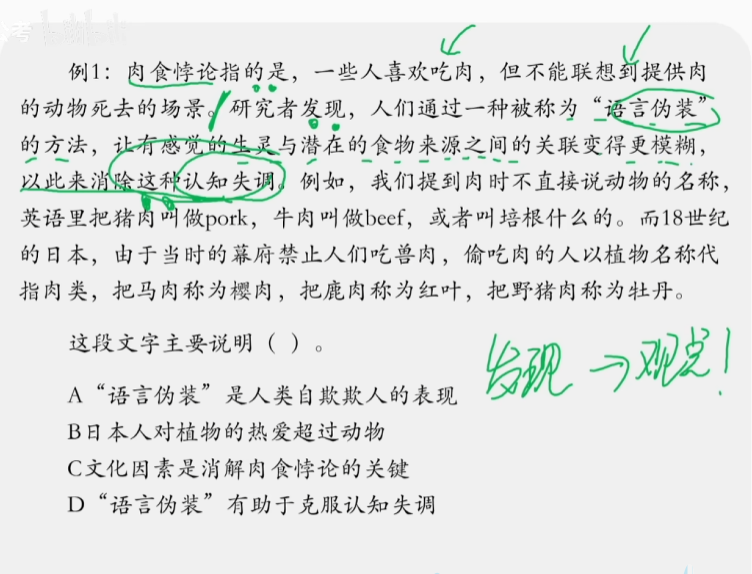 例1：肉食悖论指的是，一些人喜欢吃肉，但不能联想到提供肉
的动物死去的场景。研究者发现，人们通过一种被称为“语言伪装”
的方法，让有感觉的生灵与潜在的食物来源之间的关联变得更模糊，
以此来消除这种认知失调。例如，我们提到肉时不直接说动物的名称，
英语里把猪肉叫做pork，牛肉叫做beef，或者叫培根什么的。而18世纪
的日本，由于当时的幕府禁止人们吃兽肉，偷吃肉的人以植物名称代
指肉类，把马肉称为樱肉，把鹿肉称为红叶，把野猪肉称为牡丹。
这段文字主要说明（ ）。
发现 → 观点！
A“语言伪装”是人类自欺欺人的表现
B日本人对植物的热爱超过动物
C文化因素是消解肉食悖论的关键
D“语言伪装”有助于克服认知失调